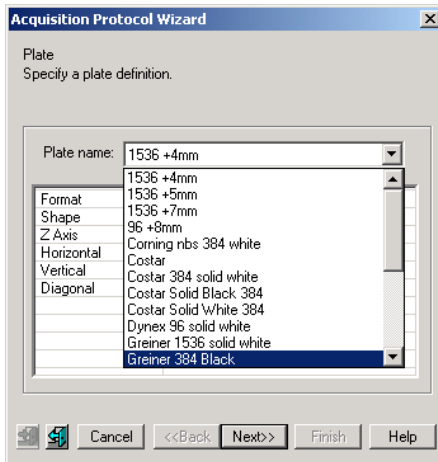 Acquisition Protocol Wizard
Plate
Specify a plate definition.
Plate name:
1536 +4mm
1536 +4mm
1536 +5mm
1536 +7mm
96 +8mm
Corning nbs 384 white
Costar
Costar 384 solid white
Costar Solid Black 384
Costar Solid White 384
Dynex 96 solid white
Greiner 1536 solid white
Greiner 384 Black
Format
Shape
Z Axis
Horizontal
Vertical
Diagonal
Cancel
<<Back
Next>>
Finish
Help